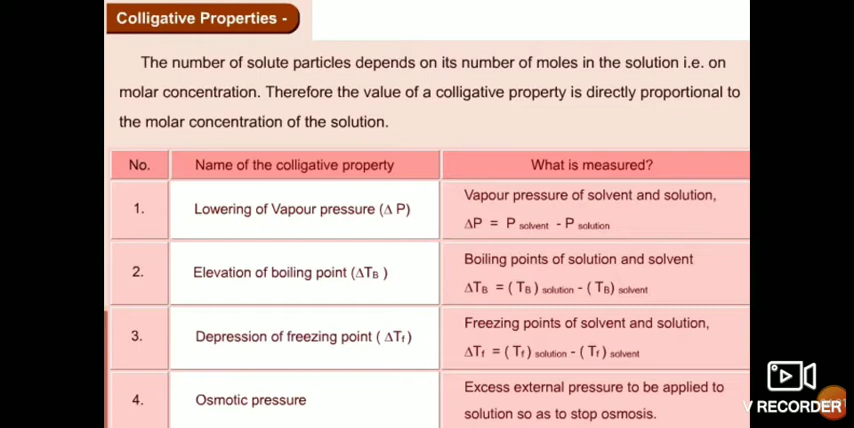 Colligative Properties -
The number of solute particles depends on its number of moles in the solution i.e. on
molar concentration. Therefore the value of a colligative property is directly proportional to
the molar concentration of the solution.
No. Name of the colligative property What is measured?
1. Lowering of Vapour pressure (Δ P) Vapour pressure of solvent and solution,
ΔP = P solvent - P solution
2. Elevation of boiling point (ΔTB ) Boiling points of solution and solvent
ΔTB = ( TB ) solution - ( TB) solvent
3. Depression of freezing point ( ΔTf) Freezing points of solvent and solution,
ΔTf = ( Tf ) solution - ( Tf ) solvent
4. Osmotic pressure Excess external pressure to be applied to
solution so as to stop osmosis.
V RECORDER